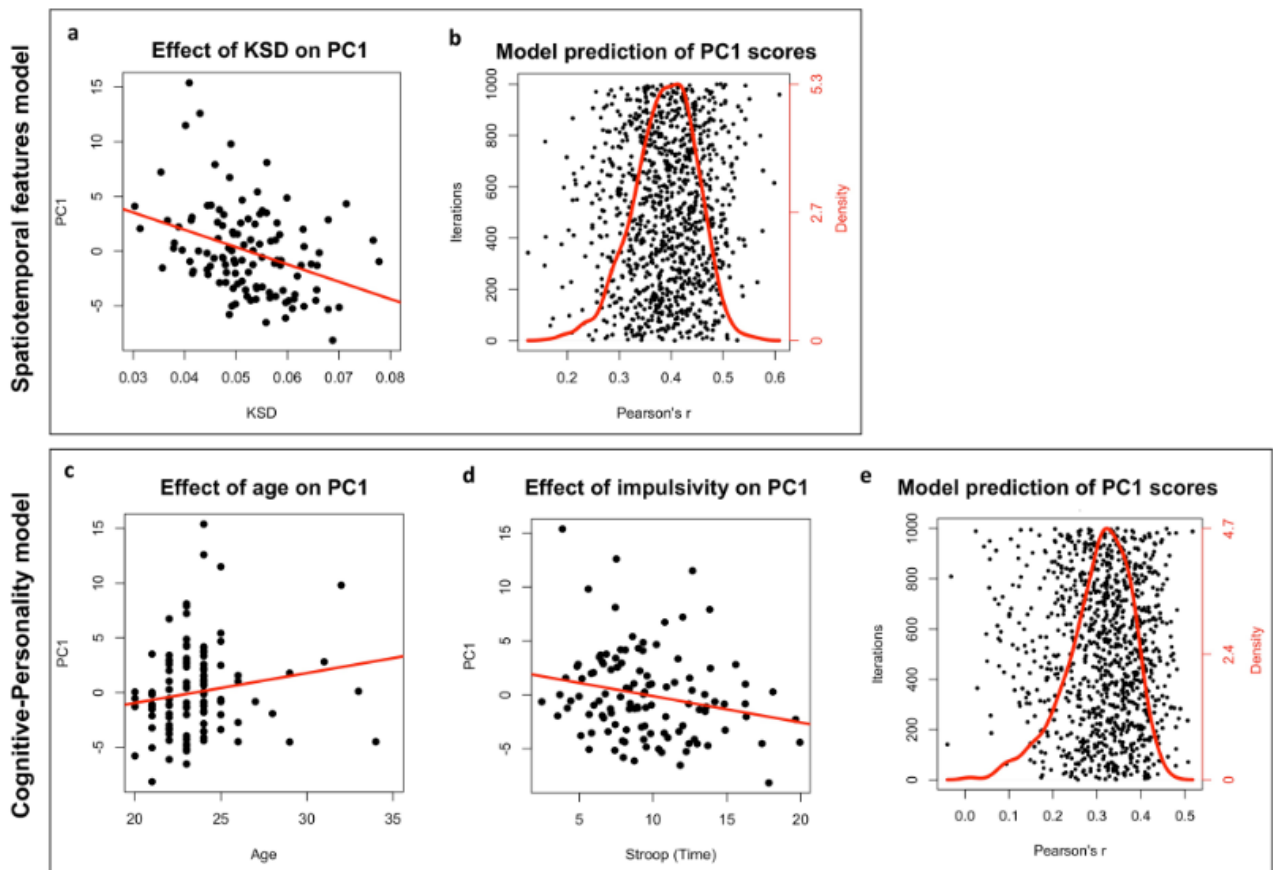 Spatiotemporal features model
a
Effect of KSD on PC1
PC1
15
10
5
0
-5
0.03 0.04 0.05 0.06 0.07 0.08
KSD
b
Model prediction of PC1 scores
Iterations
1000
800
600
400
200
0
0.2 0.3 0.4 0.5 0.6
Pearson's r
5.3
2.7
0
Density
Cognitive-Personality model
c
Effect of age on PC1
PC1
15
10
5
0
-5
20 25 30 35
Age
d
Effect of impulsivity on PC1
PC1
15
10
5
0
-5
5 10 15 20
Stroop (Time)
e
Model prediction of PC1 scores
Iterations
1000
800
600
400
200
0
0.0 0.1 0.2 0.3 0.4 0.5
Pearson's r
4.7
2.4
0
Density